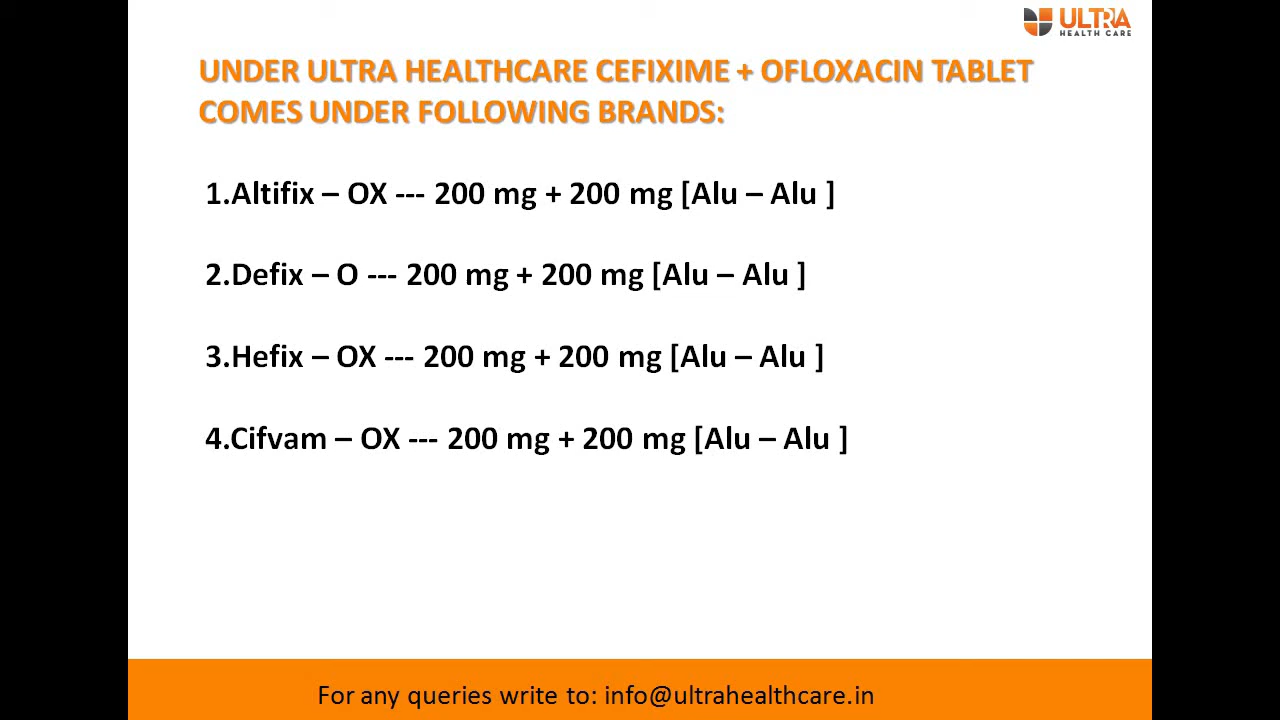 ULTRA
HEALTH CARE
UNDER ULTRA HEALTHCARE CEFIXIME + OFLOXACIN TABLET
COMES UNDER FOLLOWING BRANDS:
1.Altifix – OX --- 200 mg + 200 mg [Alu – Alu ]
2.Defix – O --- 200 mg + 200 mg [Alu – Alu ]
3.Hefix – OX --- 200 mg + 200 mg [Alu – Alu ]
4.Cifvam – OX --- 200 mg + 200 mg [Alu – Alu ]
For any queries write to: info@ultrahealthcare.in